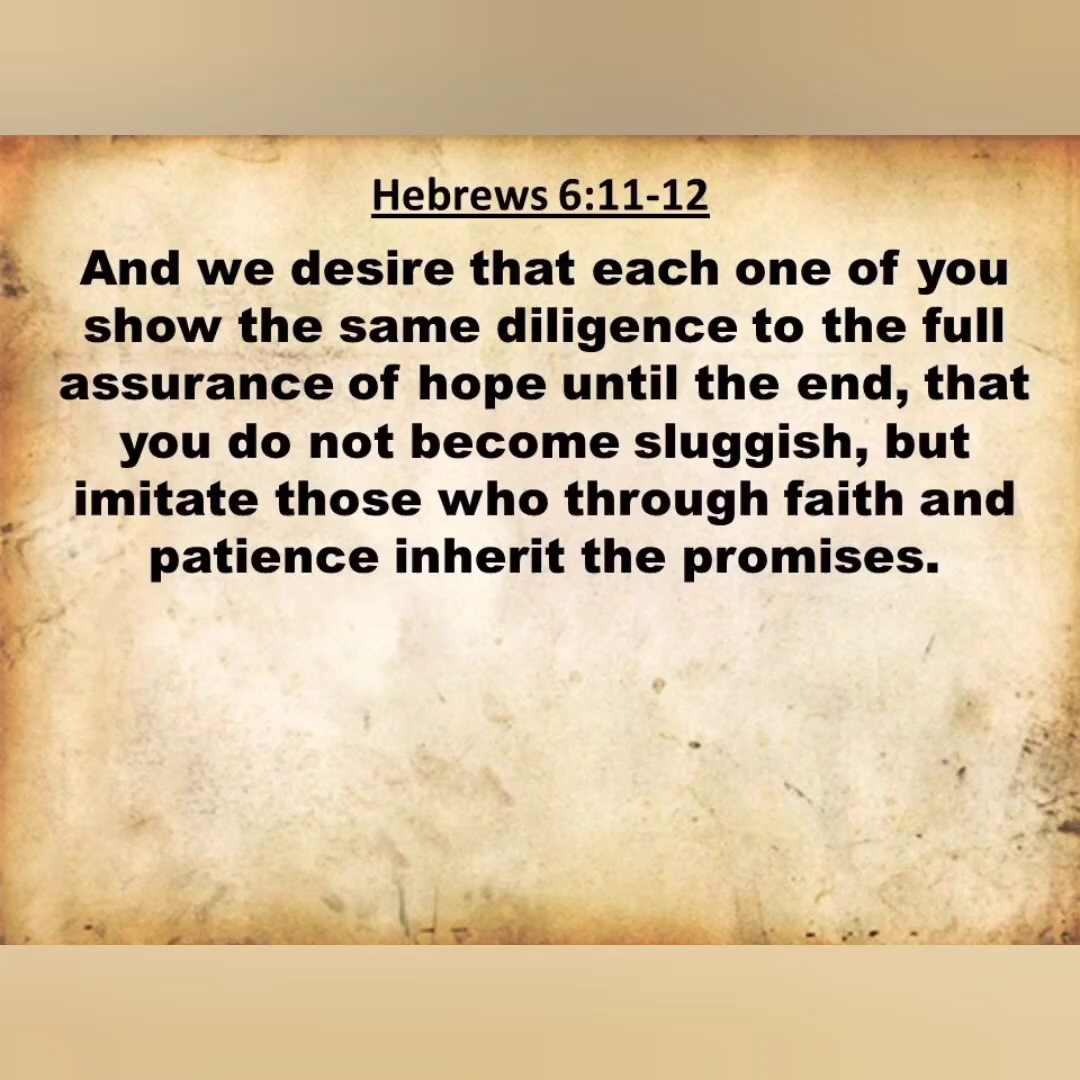 Hebrews 6:11-12
And we desire that each one of you
show the same diligence to the full
assurance of hope until the end, that
you do not become sluggish, but
imitate those who through faith and
patience inherit the promises.